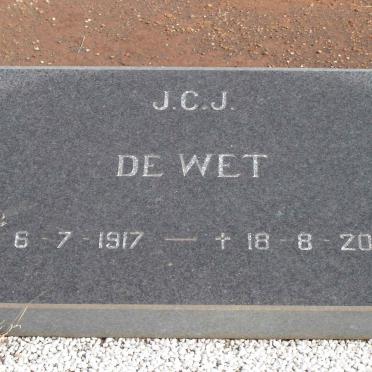 J.C.J.
DE WET
6-7-1917 — † 18-8-20